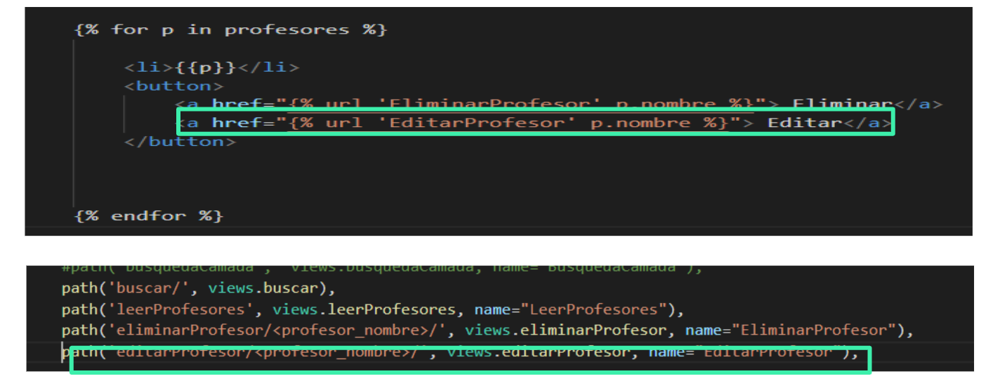 {% for p in profesores %}
<li>{{p}}</li>
<button>
<a href="{% url 'EliminarProfesor' p.nombre %}"> Eliminar</a>
<a href="{% url 'EditarProfesor' p.nombre %}"> Editar</a>
</button>
{% endfor %}
#path('busquedaCamada', views.busquedaCamada, name="BusquedaCamada"),
path('buscar/', views.buscar),
path('leerProfesores', views.leerProfesores, name="LeerProfesores"),
path('eliminarProfesor/<profesor_nombre>/', views.eliminarProfesor, name="EliminarProfesor"),
path('editarProfesor/<profesor_nombre>/', views.editarProfesor, name="EditarProfesor"),